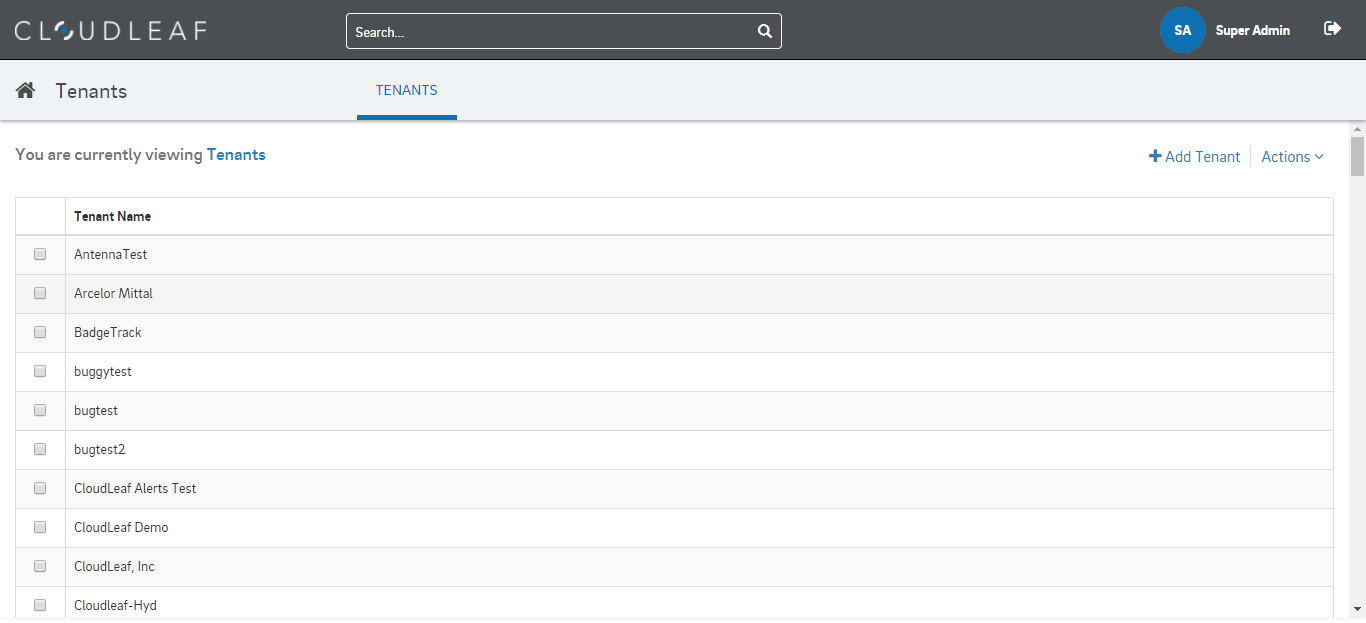 CLOUDLEAF
Search...
SA
Super Admin
Tenants
TENANTS
You are currently viewing Tenants
Add Tenant
Actions
Tenant Name
AntennaTest
Arcelor Mittal
BadgeTrack
buggytest
bugtest
bugtest2
CloudLeaf Alerts Test
CloudLeaf Demo
CloudLeaf, Inc
Cloudleaf-Hyd